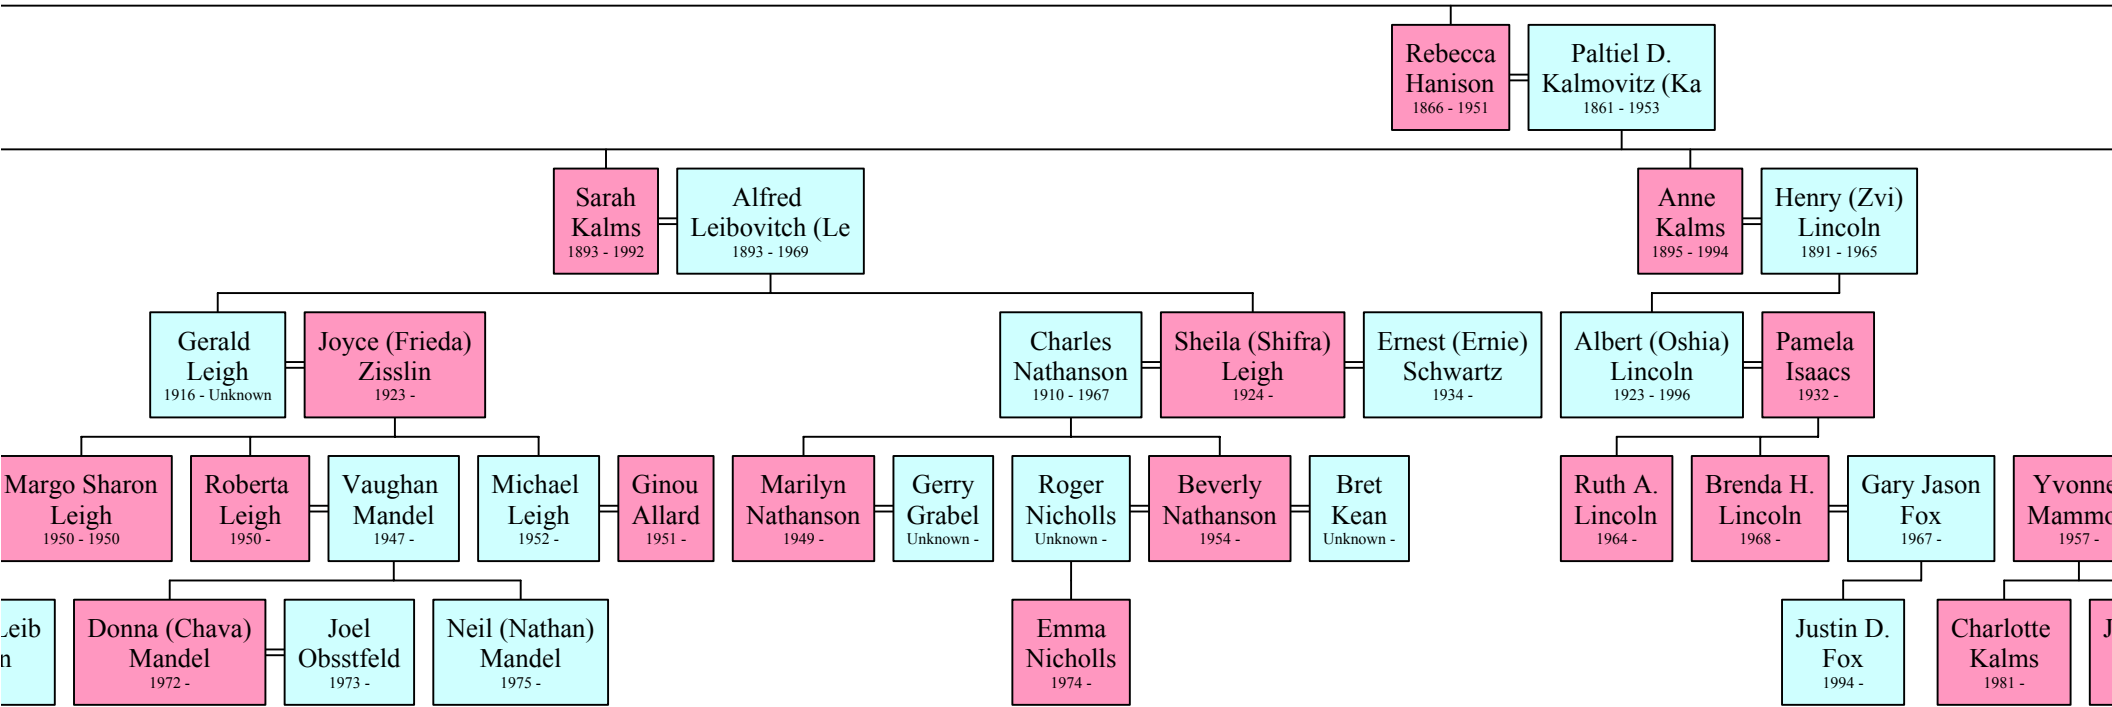 Rebecca
Hanison
1866 - 1951
Paltiel D.
Kalmovitz (Ka
1861 - 1953
Sarah
Kalms
1893 - 1992
Alfred
Leibovitch (Le
1893 - 1969
Anne
Kalms
1895 - 1994
Henry (Zvi)
Lincoln
1891 - 1965
Gerald
Leigh
1916 - Unknown
Joyce (Frieda)
Zisslin
1923 -
Charles
Nathanson
1910 - 1967
Sheila (Shifra)
Leigh
1924 -
Ernest (Ernie)
Schwartz
1934 -
Albert (Oshia)
Lincoln
1923 - 1996
Pamela
Isaacs
1932 -
Margo Sharon
Leigh
1950 - 1950
Roberta
Leigh
1950 -
Vaughan
Mandel
1947 -
Michael
Leigh
1952 -
Ginou
Allard
1951 -
Marilyn
Nathanson
1949 -
Gerry
Grabel
Unknown -
Roger
Nicholls
Unknown -
Beverly
Nathanson
1954 -
Bret
Kean
Unknown -
Ruth A.
Lincoln
1964 -
Brenda H.
Lincoln
1968 -
Gary Jason
Fox
1967 -
Yvonne
Mammo
1957 -
eib
n
Donna (Chava)
Mandel
1972 -
Joel
Obsstfeld
1973 -
Neil (Nathan)
Mandel
1975 -
Emma
Nicholls
1974 -
Justin D.
Fox
1994 -
Charlotte
Kalms
1981 -
J